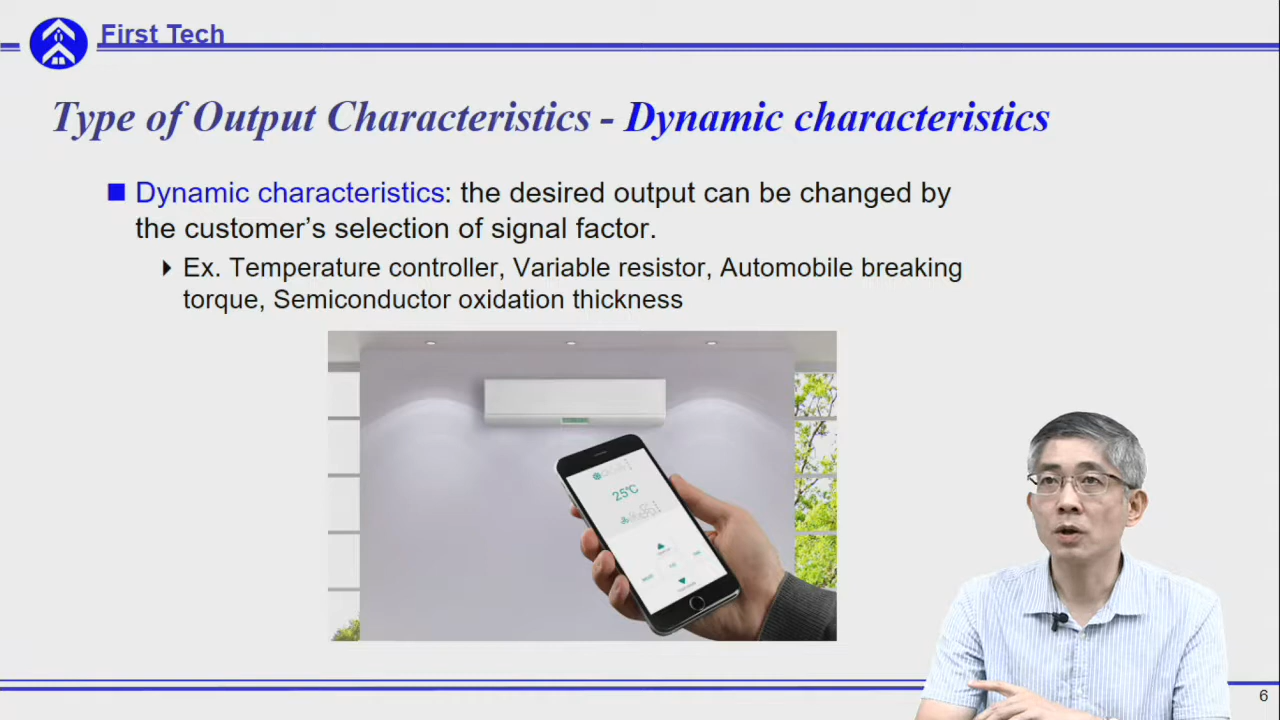 First Tech
Type of Output Characteristics - Dynamic characteristics
Dynamic characteristics: the desired output can be changed by
the customer’s selection of signal factor.
Ex. Temperature controller, Variable resistor, Automobile breaking
torque, Semiconductor oxidation thickness
25℃
6